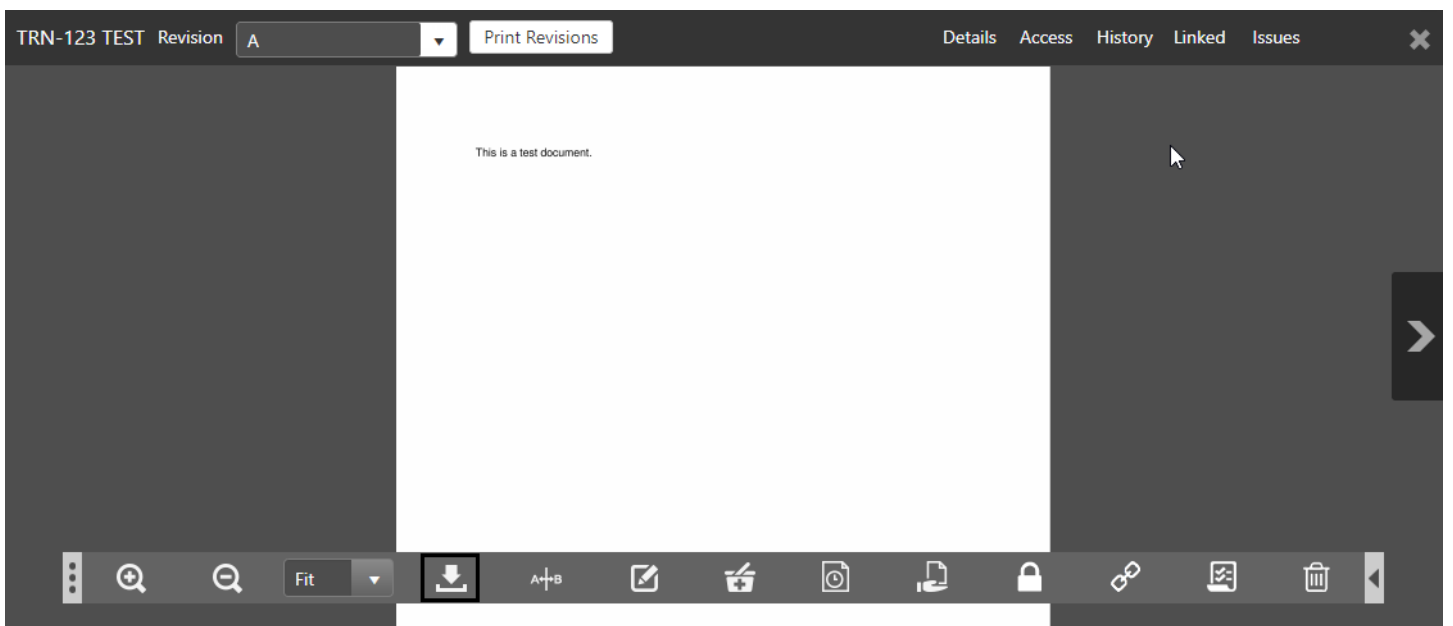 TRN-123 TEST Revision A Print Revisions Details Access History Linked Issues
This is a test document.
Fit A B